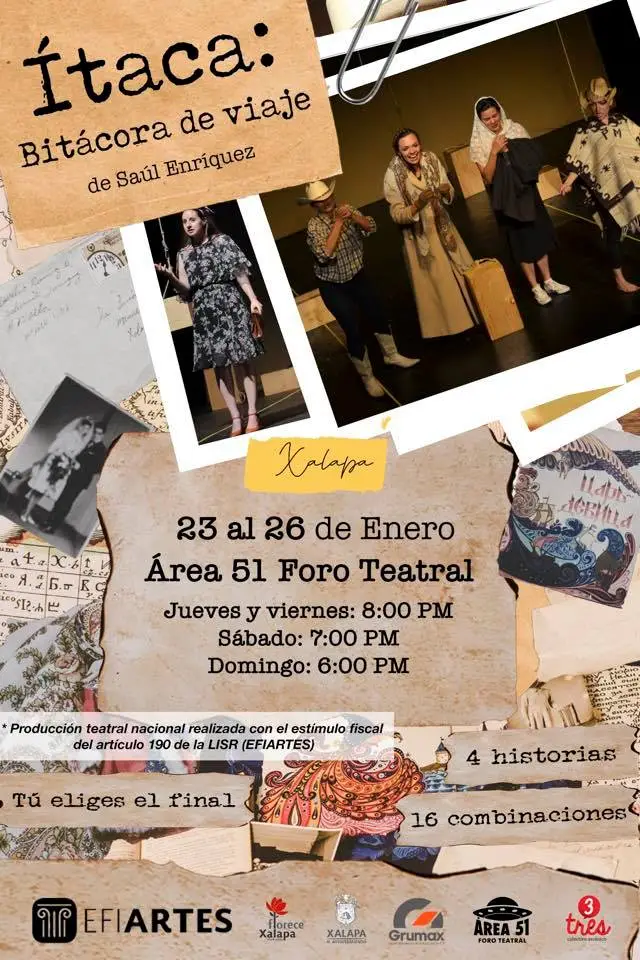 Ítaca:
Bitácora de viaje
de Saúl Enríquez
Xalapa
23 al 26 de Enero
Área 51 Foro Teatral
Jueves y viernes: 8:00 PM
Sábado: 7:00 PM
Domingo: 6:00 PM
* Producción teatral nacional realizada con el estímulo fiscal
del artículo 190 de la LISR (EFIARTES)
4 historias
Tú eliges el final
16 combinaciones
EFIARTES
florece
Xalapa
XALAPA
Grumax
ÁREA 51
FORO TEATRAL
3
tres